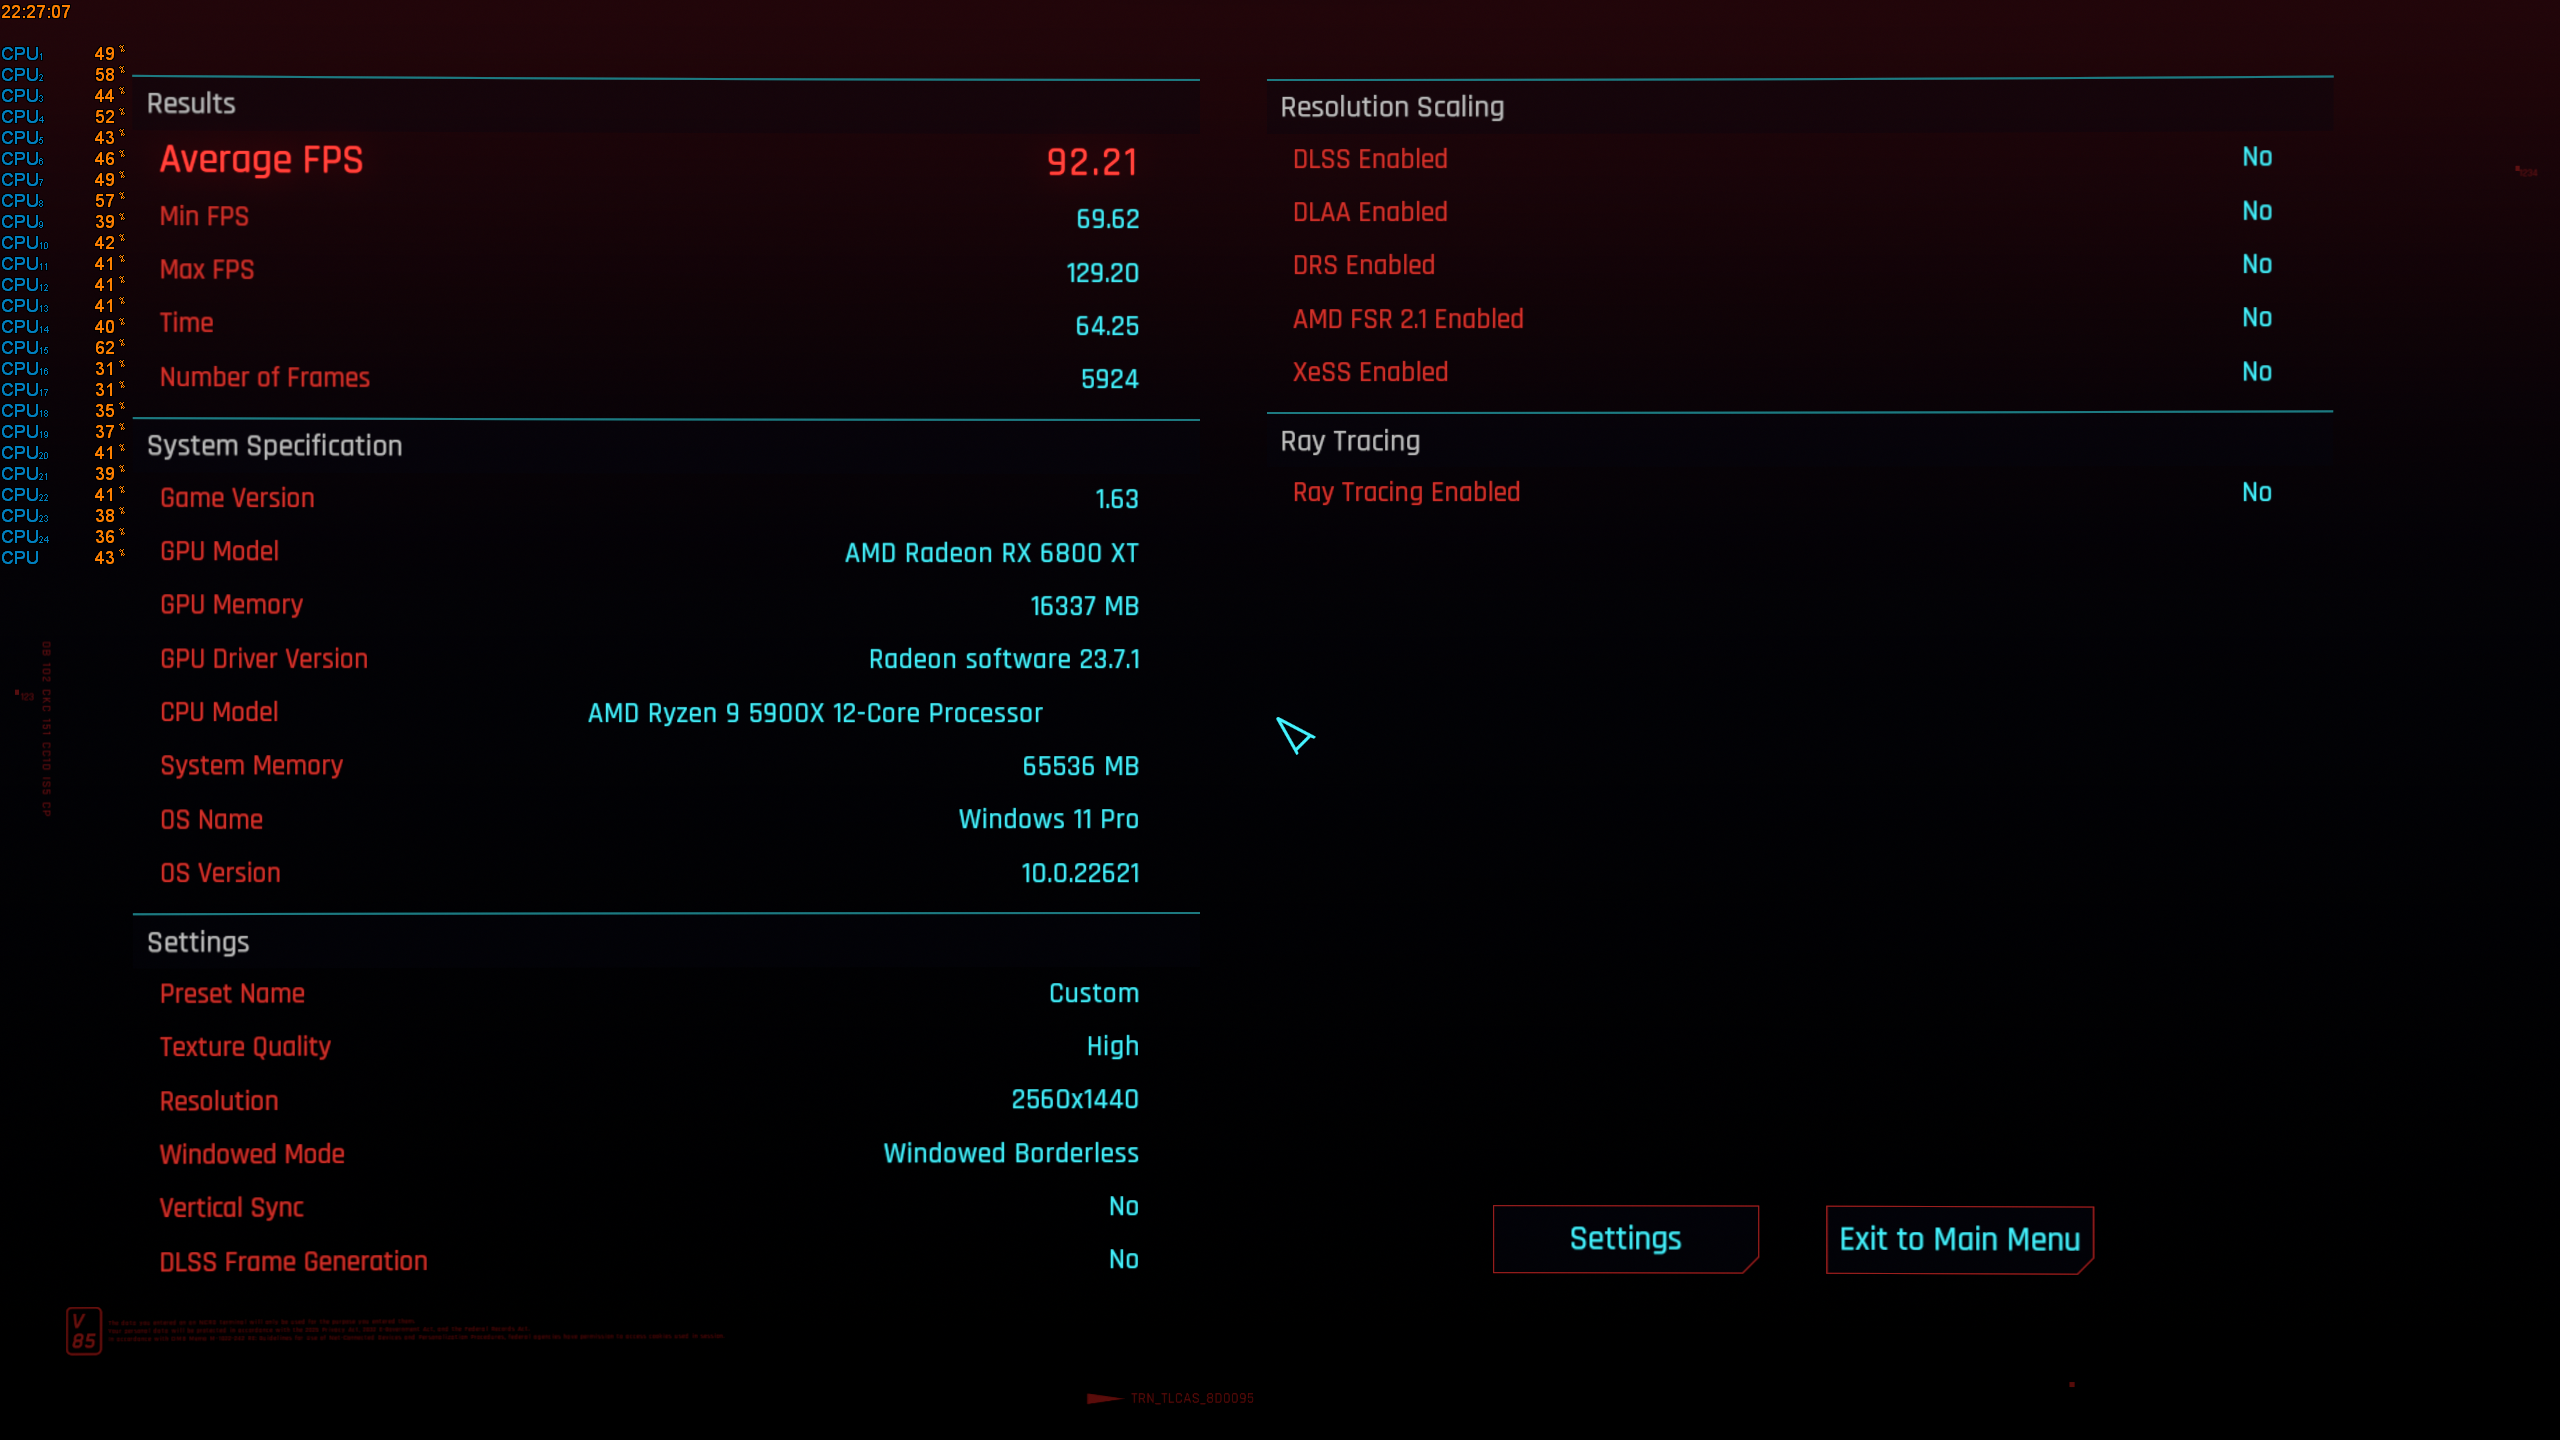 22:27:07
CPU1 49 %
CPU2 58 %
CPU3 44 %
CPU4 52 %
CPU5 43 %
CPU6 46 %
CPU7 49 %
CPU8 57 %
CPU9 39 %
CPU10 42 %
CPU11 41 %
CPU12 41 %
CPU13 41 %
CPU14 40 %
CPU15 62 %
CPU16 31 %
CPU17 31 %
CPU18 35 %
CPU19 37 %
CPU20 41 %
CPU21 39 %
CPU22 41 %
CPU23 38 %
CPU24 36 %
CPU 43 %
Results
Average FPS 92.21
Min FPS 69.62
Max FPS 129.20
Time 64.25
Number of Frames 5924
System Specification
Game Version 1.63
GPU Model AMD Radeon RX 6800 XT
GPU Memory 16337 MB
GPU Driver Version Radeon software 23.7.1
CPU Model AMD Ryzen 9 5900X 12-Core Processor
System Memory 65536 MB
OS Name Windows 11 Pro
OS Version 10.0.22621
Settings
Preset Name Custom
Texture Quality High
Resolution 2560x1440
Windowed Mode Windowed Borderless
Vertical Sync No
DLSS Frame Generation No
Resolution Scaling
DLSS Enabled No
DLAA Enabled No
DRS Enabled No
AMD FSR 2.1 Enabled No
XeSS Enabled No
Ray Tracing
Ray Tracing Enabled No
Settings
Exit to Main Menu
V
85
TRN_TLCAS_800095